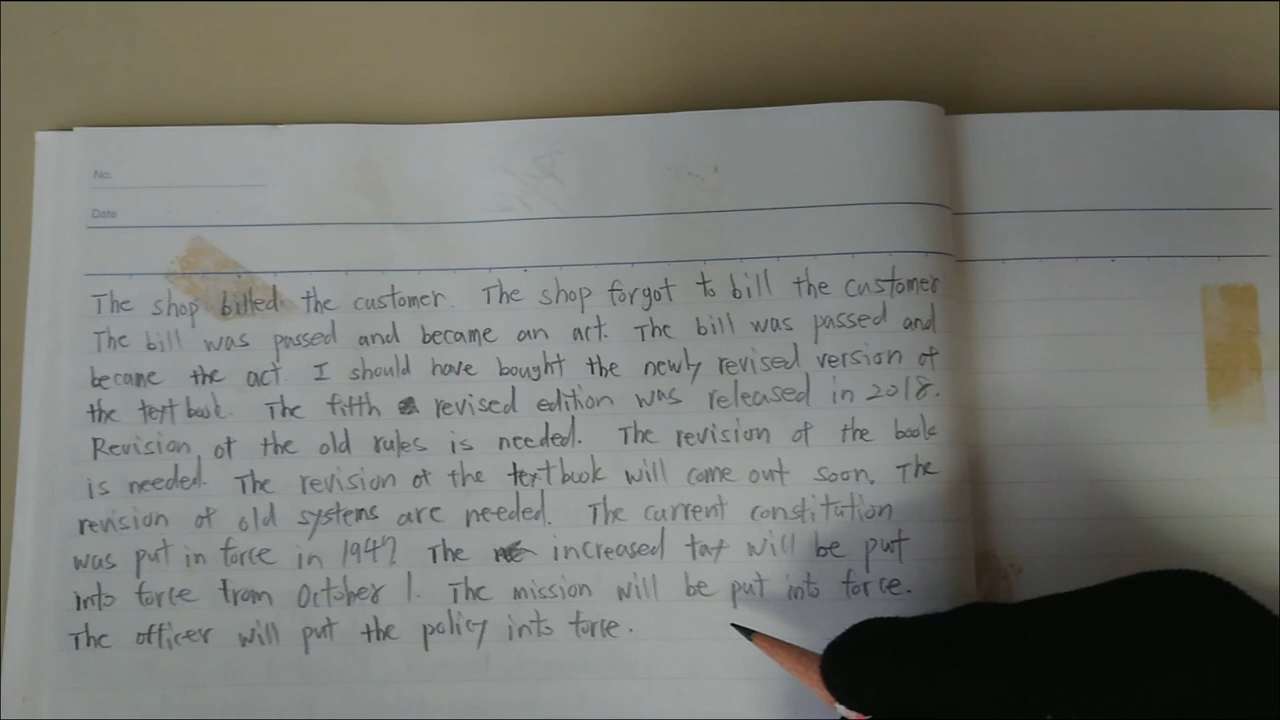 No.
Date
The shop billed the customer. The shop forgot to bill the customer
The bill was passed and became an act. The bill was passed and
became the act. I should have bought the newly revised version of
the textbook. The fifth revised edition was released in 2018.
Revision of the old rules is needed. The revision of the book
is needed. The revision of the textbook will come out soon. The
revision of old systems are needed. The current constitution
was put in force in 1947 The increased tax will be put
into force from October 1. The mission will be put into force.
The officer will put the policy into force.